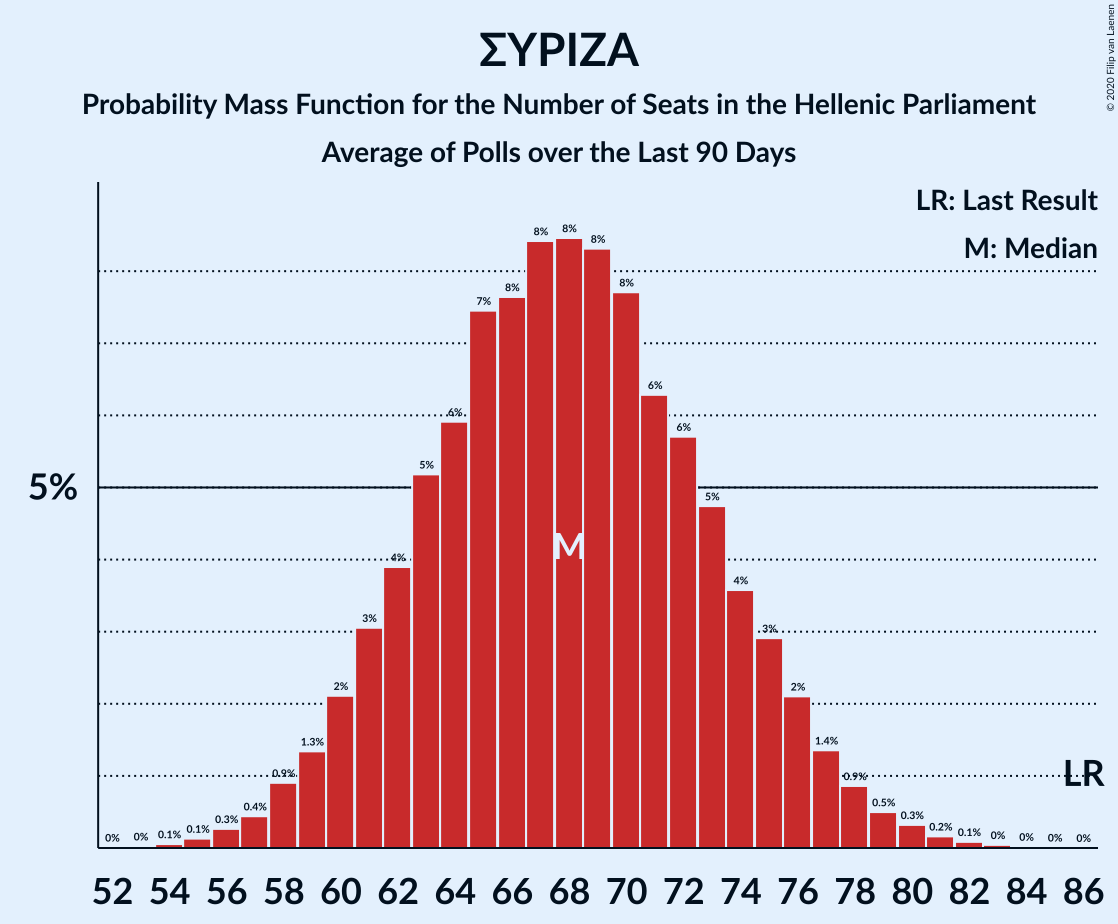 ΣΥΡΙΖΑ
Probability Mass Function for the Number of Seats in the Hellenic Parliament
Average of Polls over the Last 90 Days
© 2020 Filip van Laenen
LR: Last Result
M: Median
5%
0% 0% 0.1% 0.1% 0.3% 0.4% 0.9% 1.3% 2% 3% 4% 5% 6% 7% 8% 8% 8% 8% 8% 6% 6% 5% 4% 3% 2% 1.4% 0.9% 0.5% 0.3% 0.2% 0.1% 0% 0% 0% 0%
M
LR
52 54 56 58 60 62 64 66 68 70 72 74 76 78 80 82 84 86